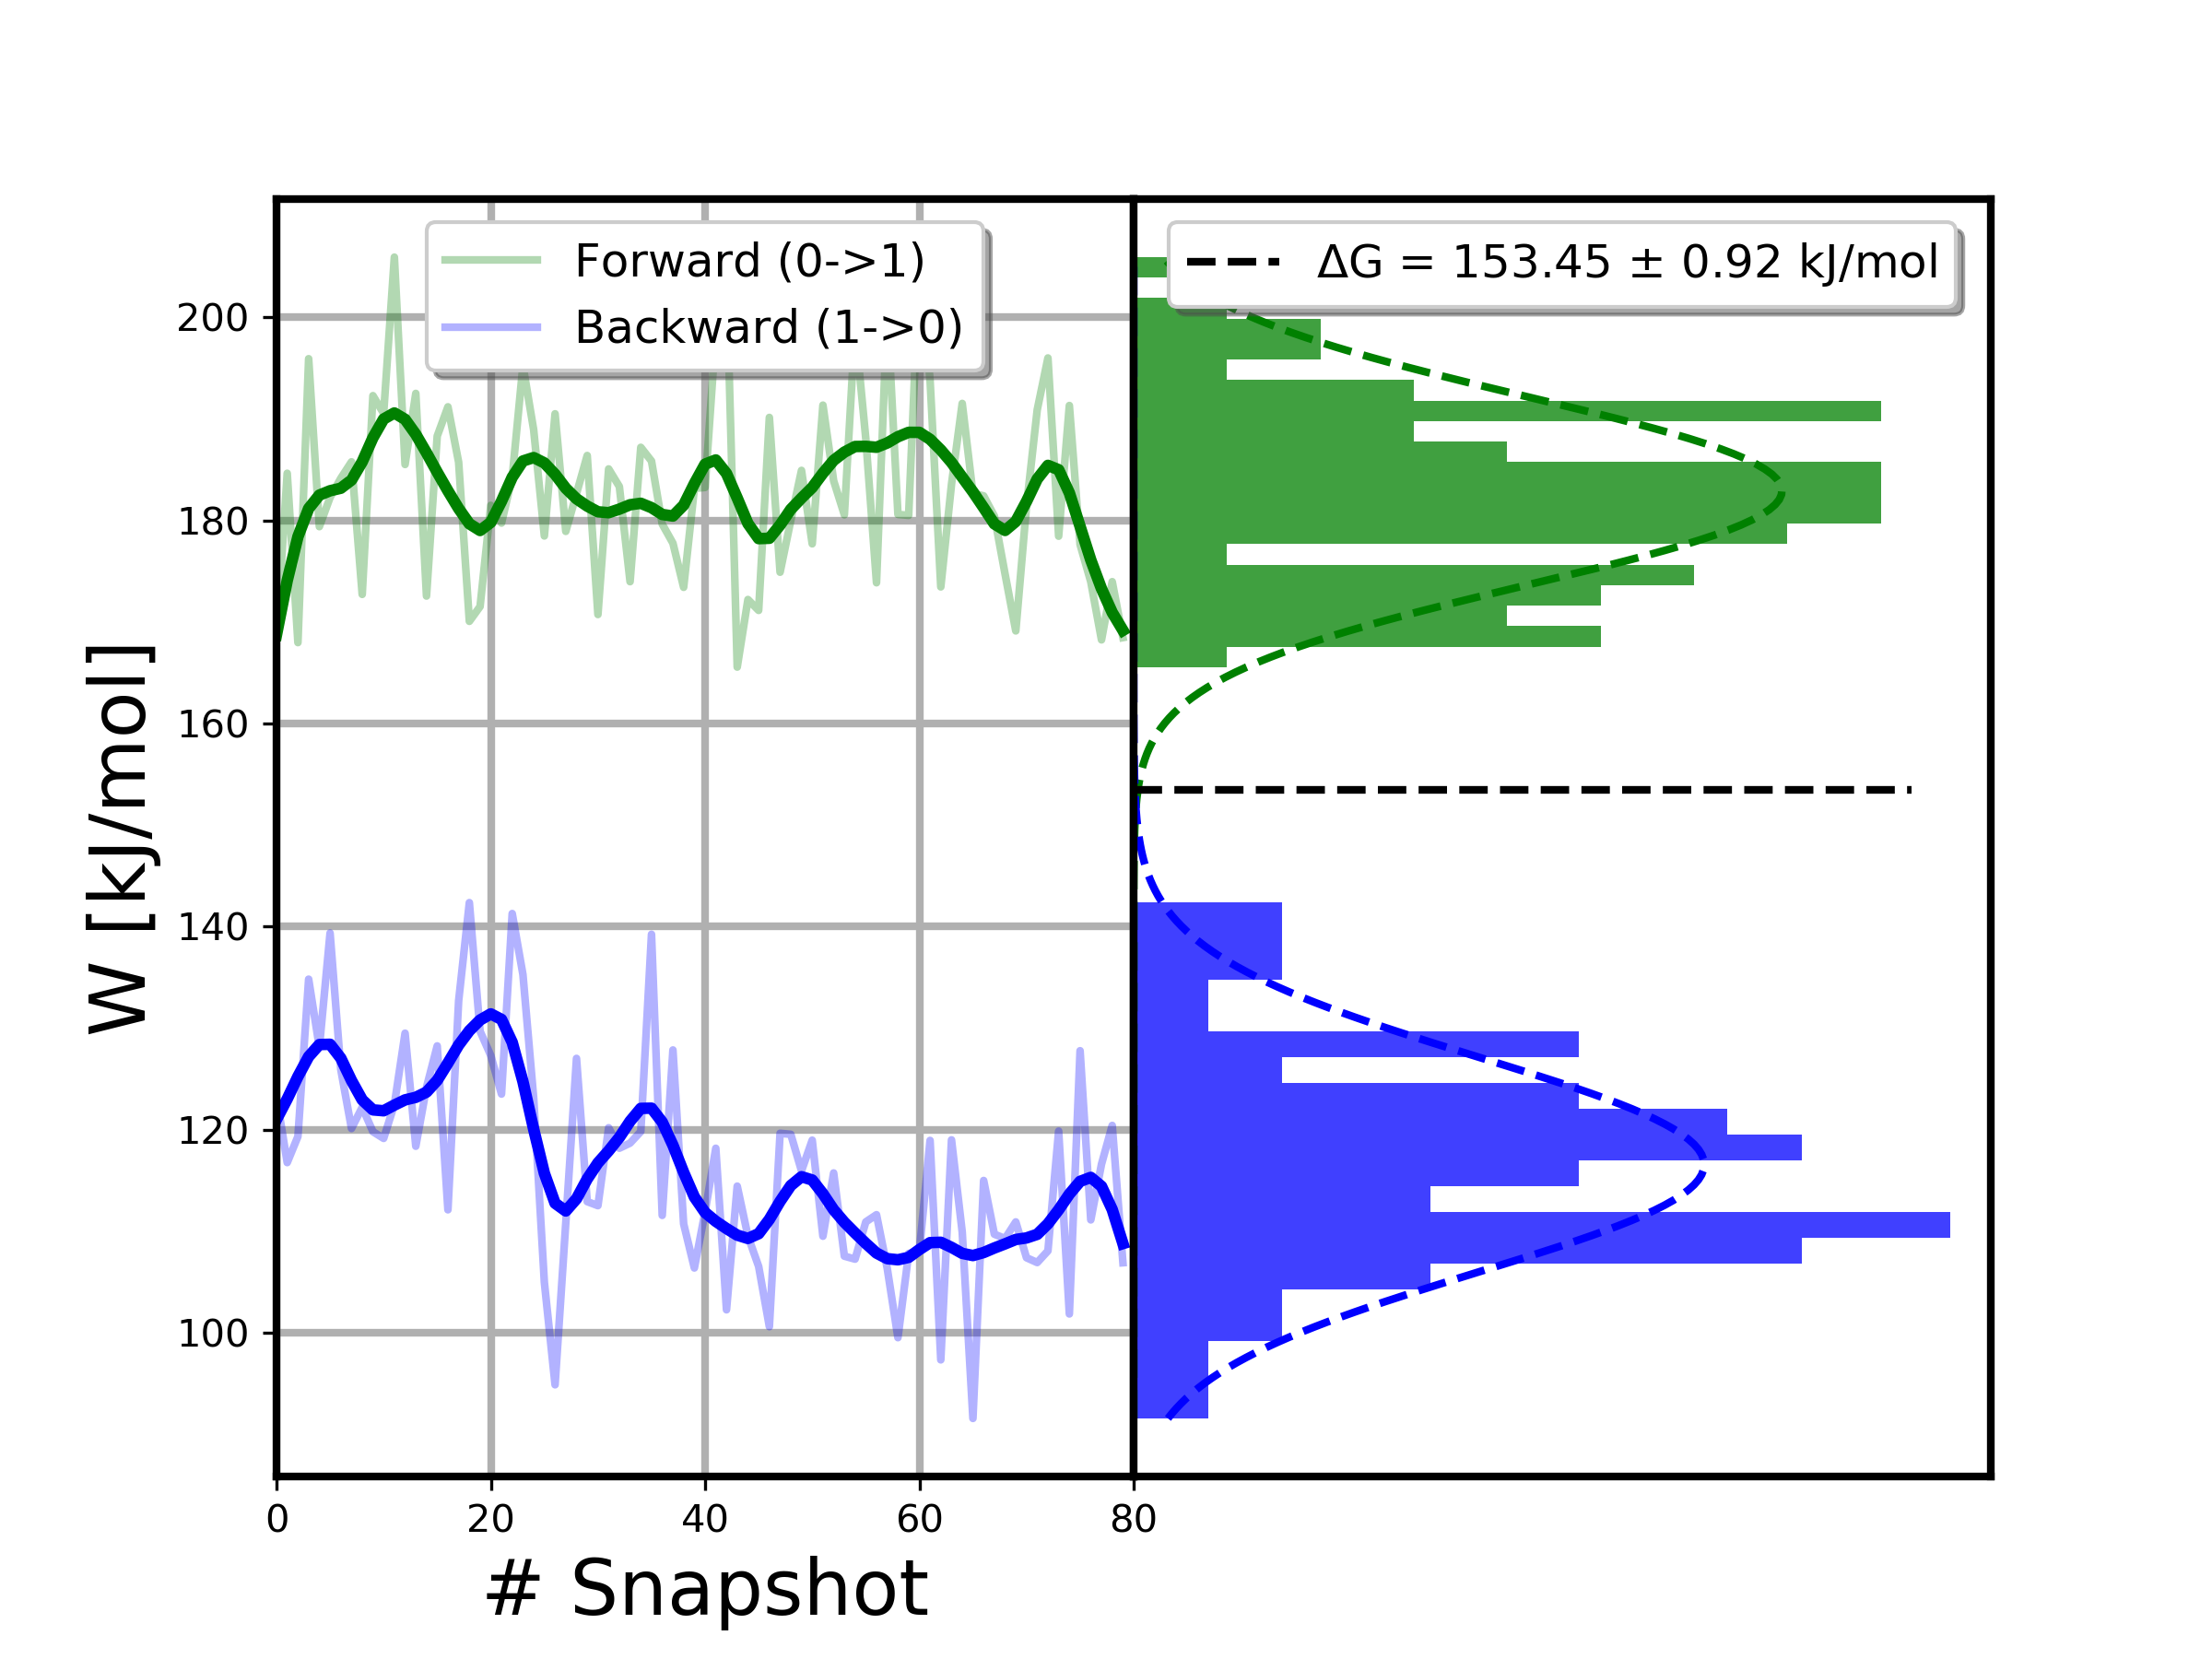 Forward (0->1)
Backward (1->0)
ΔG = 153.45 ± 0.92 kJ/mol
W [kJ/mol]
200
180
160
140
120
100
0 20 40 60 80
# Snapshot